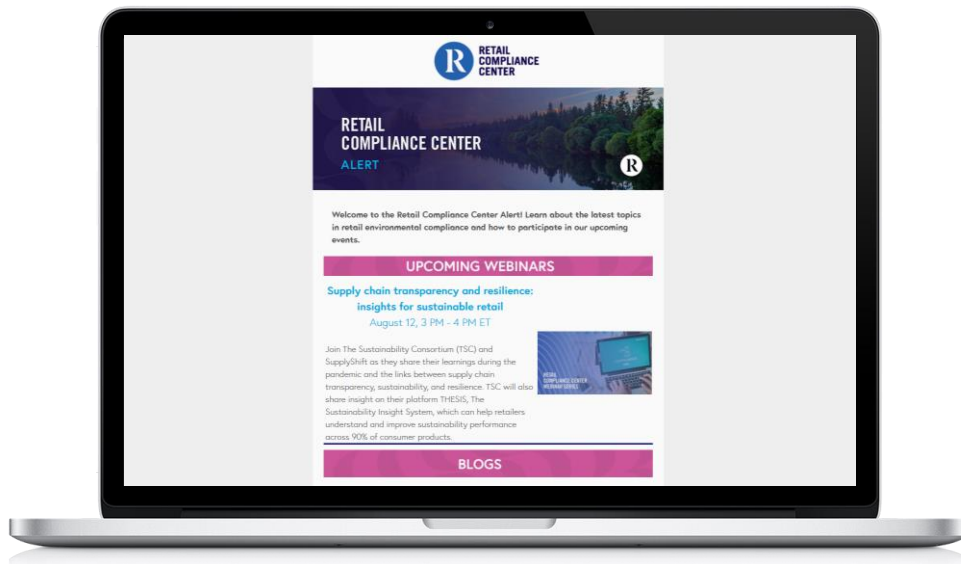 R
RETAIL
COMPLIANCE
CENTER
RETAIL
COMPLIANCE CENTER
ALERT
R
Welcome to the Retail Compliance Center Alert! Learn about the latest topics
in retail environmental compliance and how to participate in our upcoming
events.
UPCOMING WEBINARS
Supply chain transparency and resilience:
insights for sustainable retail
August 12, 3 PM - 4 PM ET
Join The Sustainability Consortium (TSC) and
SupplyShift as they share their learnings during the
pandemic and the links between supply chain
transparency, sustainability, and resilience. TSC will also
share insight on their platform THESIS, The
Sustainability Insight System, which can help retailers
understand and improve sustainability performance
across 90% of consumer products.
RETAIL
COMPLIANCE CENTER
WEBINAR SERIES
BLOGS